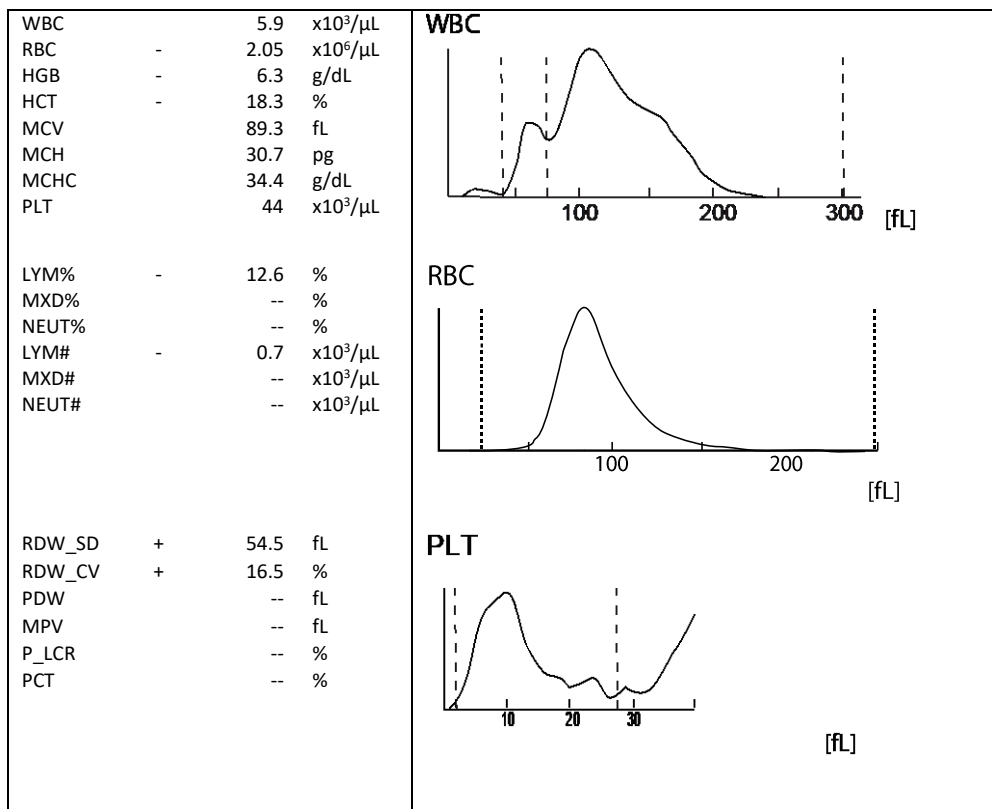 WBC 5.9 x10³/µL
RBC - 2.05 x10⁶/µL
HGB - 6.3 g/dL
HCT - 18.3 %
MCV 89.3 fL
MCH 30.7 pg
MCHC 34.4 g/dL
PLT 44 x10³/µL
LYM% - 12.6 %
MXD% -- %
NEUT% -- %
LYM# - 0.7 x10³/µL
MXD# -- x10³/µL
NEUT# -- x10³/µL
RDW_SD + 54.5 fL
RDW_CV + 16.5 %
PDW -- fL
MPV -- fL
P_LCR -- %
PCT -- %
WBC
100 200 300 [fL]
RBC
100 200
[fL]
PLT
10 20 30
[fL]